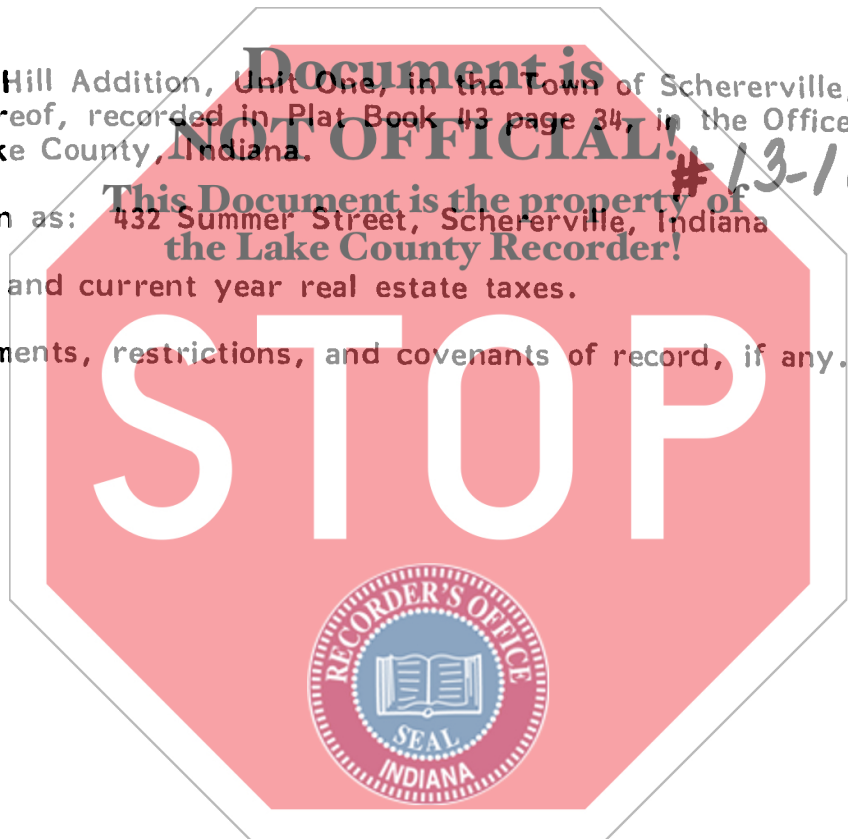 Document is
Hill Addition, Unit One, in the Town of Schererville,
reof, recorded in Plat Book 43 page 34, in the Office
NOT OFFICIAL!
ke County, Indiana.
#13-1
This Document is the property of
n as: 432 Summer Street, Schererville, Indiana
the Lake County Recorder!
and current year real estate taxes.
ments, restrictions, and covenants of record, if any.
STOP
RECORDER'S OFFICE
SEAL
INDIANA